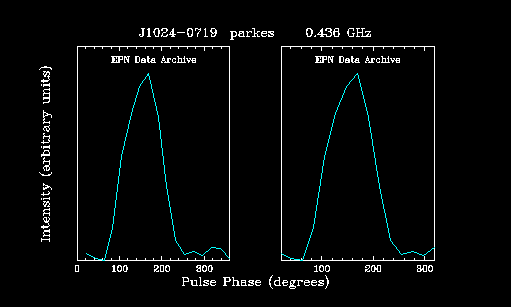 J1024-0719 parkes 0.436 GHz
EPN Data Archive EPN Data Archive
Intensity (arbitrary units)
0 100 200 300 100 200 300
Pulse Phase (degrees)